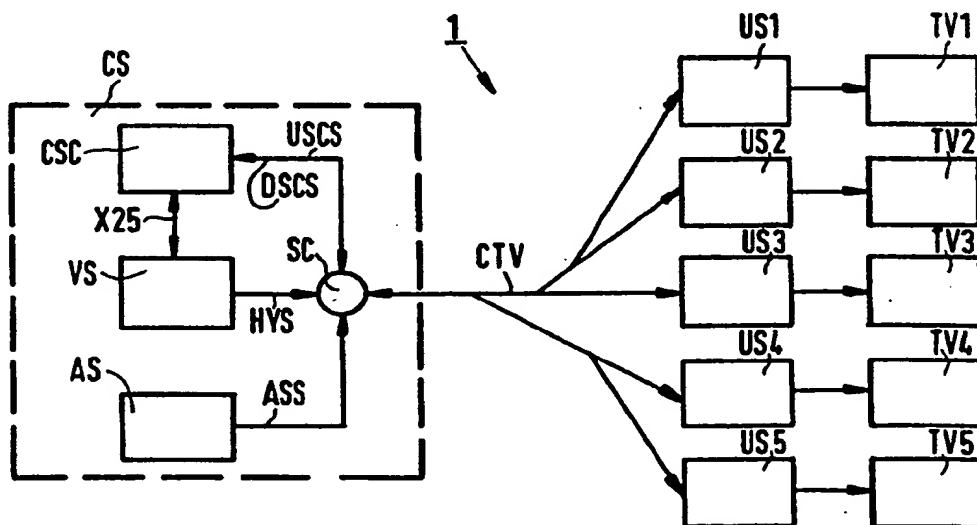 1
CS
CSC
USCS
DSCS
X25
VS
SC
HYS
AS
ASS
CTV
US1
TV1
US2
TV2
US3
TV3
US4
TV4
US5
TV5